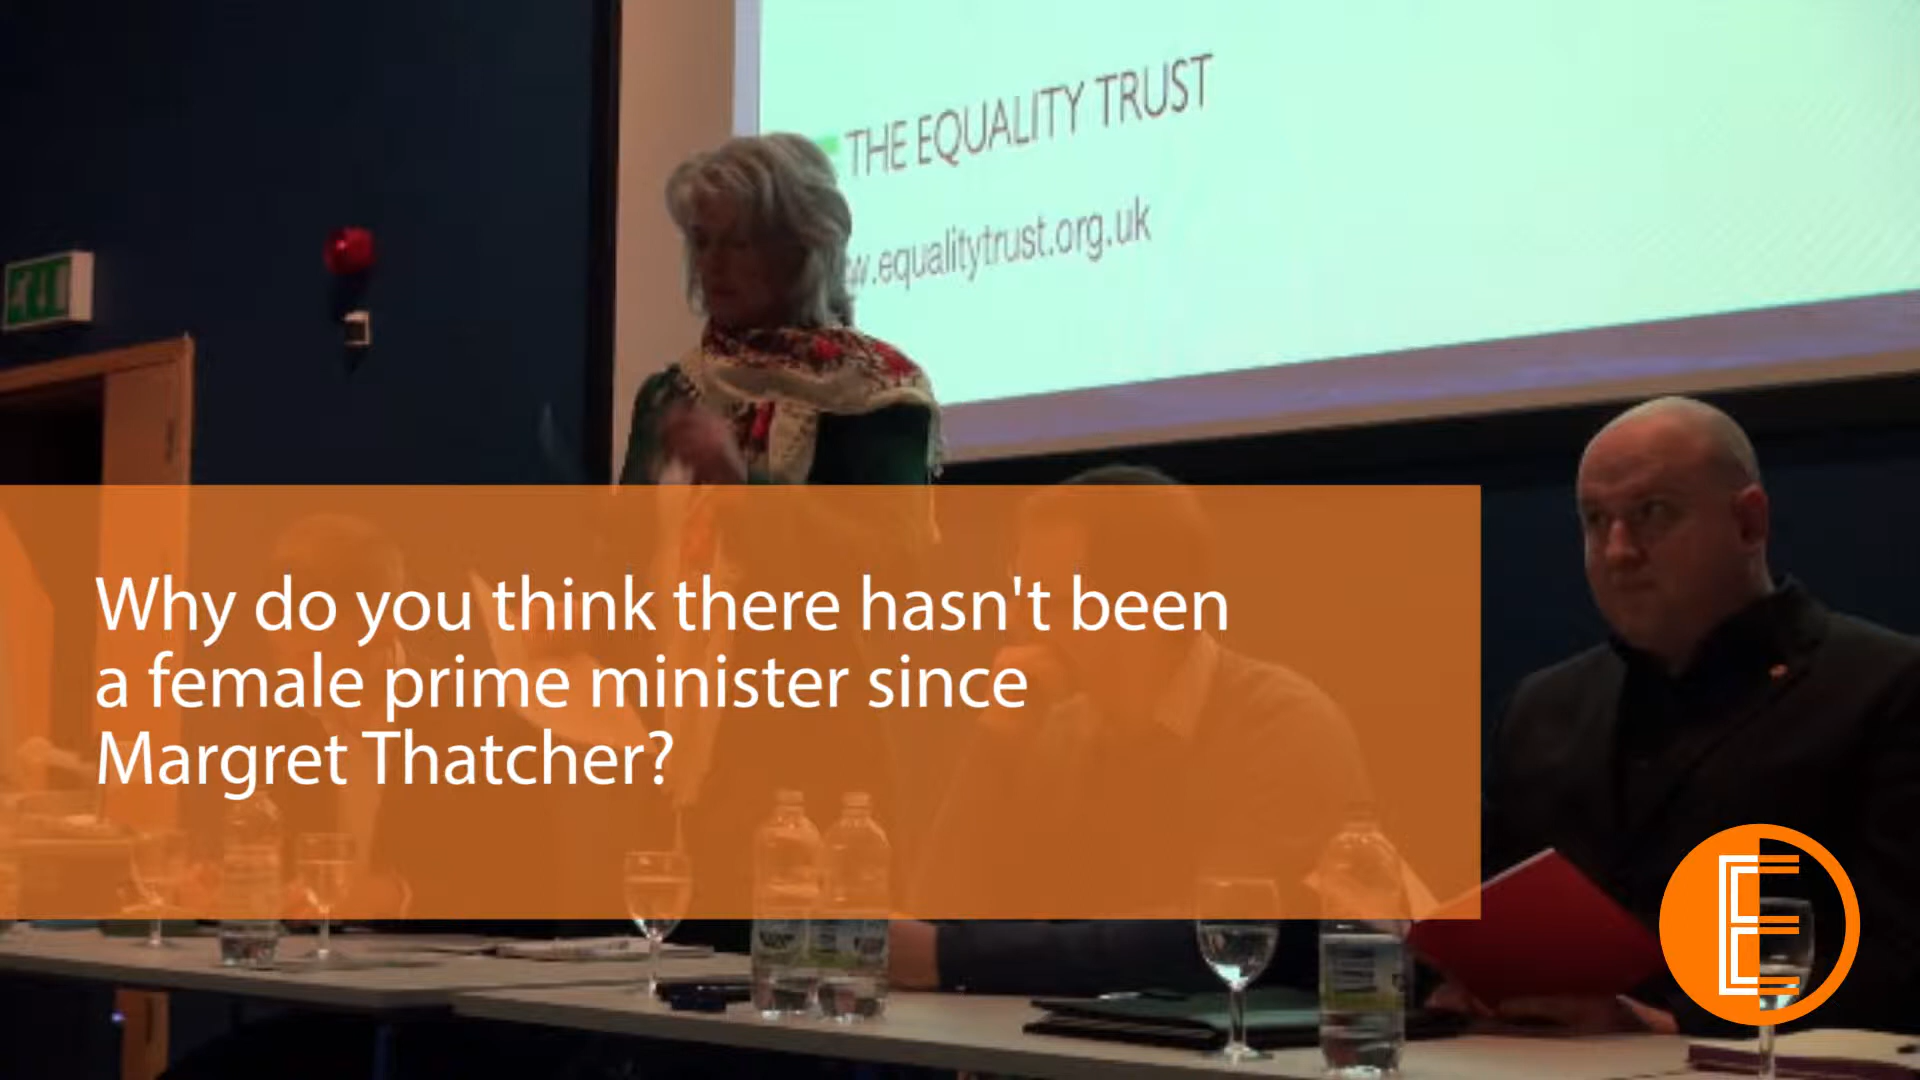 THE EQUALITY TRUST
.equalitytrust.org.uk
Why do you think there hasn't been
a female prime minister since
Margret Thatcher?